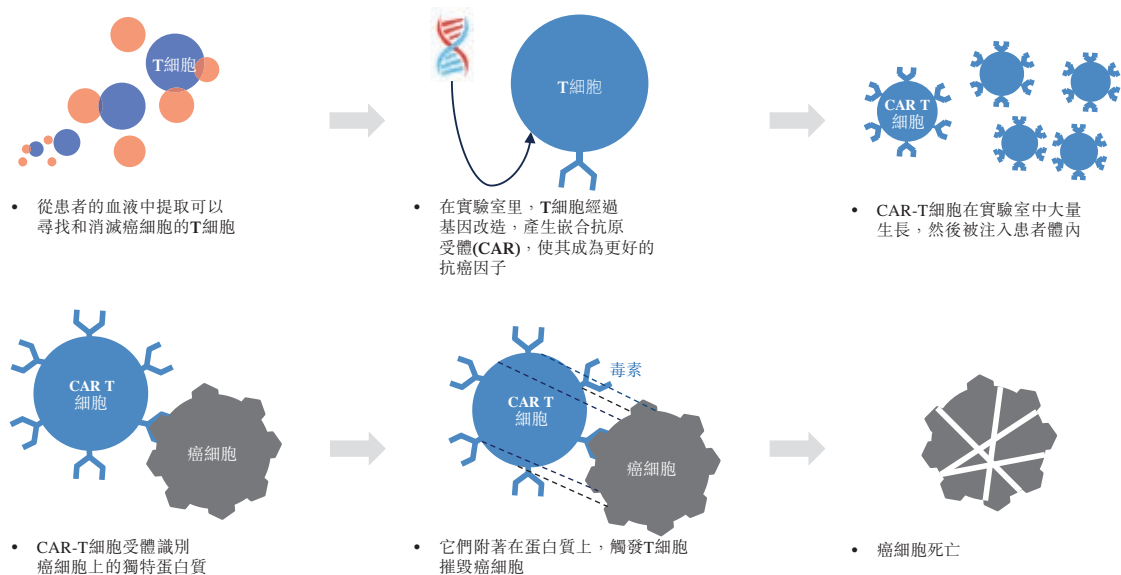 T細胞
T細胞
CAR T
細胞
• 從患者的血液中提取可以
尋找和消滅癌細胞的T細胞
• 在實驗室里，T細胞經過
基因改造，產生嵌合抗原
受體(CAR)，使其成為更好的
抗癌因子
• CAR-T細胞在實驗室中大量
生長，然後被注入患者體內
CAR T
細胞
癌細胞
毒素
CAR T
細胞
癌細胞
• CAR-T細胞受體識別
癌細胞上的獨特蛋白質
• 它們附著在蛋白質上，觸發T細胞
摧毀癌細胞
• 癌細胞死亡